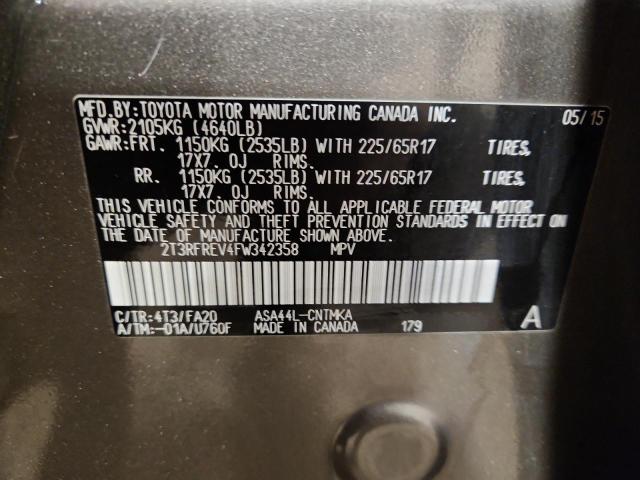 MFD. BY: TOYOTA MOTOR MANUFACTURING CANADA INC. 05/15
GVWR: 2105KG (4640LB)
GAWR: FRT. 1150KG (2535LB) WITH 225/65R17 TIRES,
17X7. 0J RIMS.
RR. 1150KG (2535LB) WITH 225/65R17 TIRES,
17X7. 0J RIMS.
THIS VEHICLE CONFORMS TO ALL APPLICABLE FEDERAL MOTOR
VEHICLE SAFETY AND THEFT PREVENTION STANDARDS IN EFFECT ON
THE DATE OF MANUFACTURE SHOWN ABOVE.
2T3RFREV4FW342358 MPV
C/TR: 4T3/FA20 ASA44L-CNTMKA
A/TM: -01A/U760F MADE IN CANADA 179 A